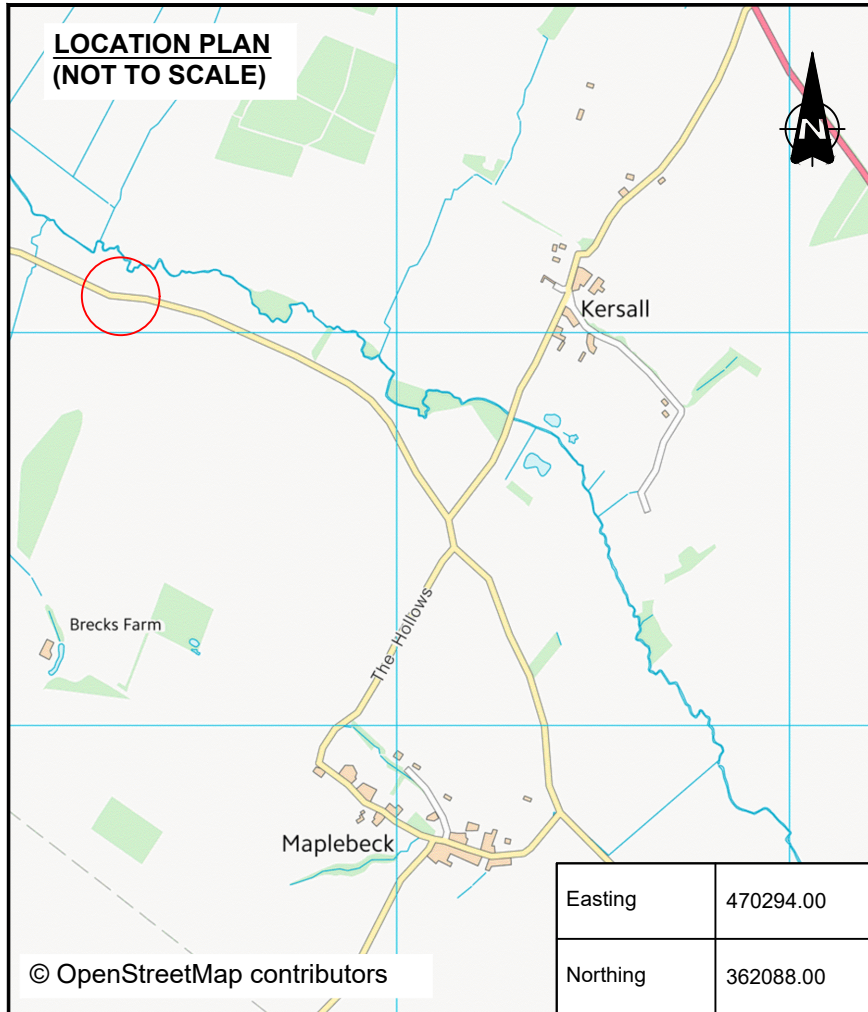 LOCATION PLAN
(NOT TO SCALE)
N
Kersall
Brecks Farm
The Hollows
Maplebeck
Easting 470294.00
Northing 362088.00
© OpenStreetMap contributors